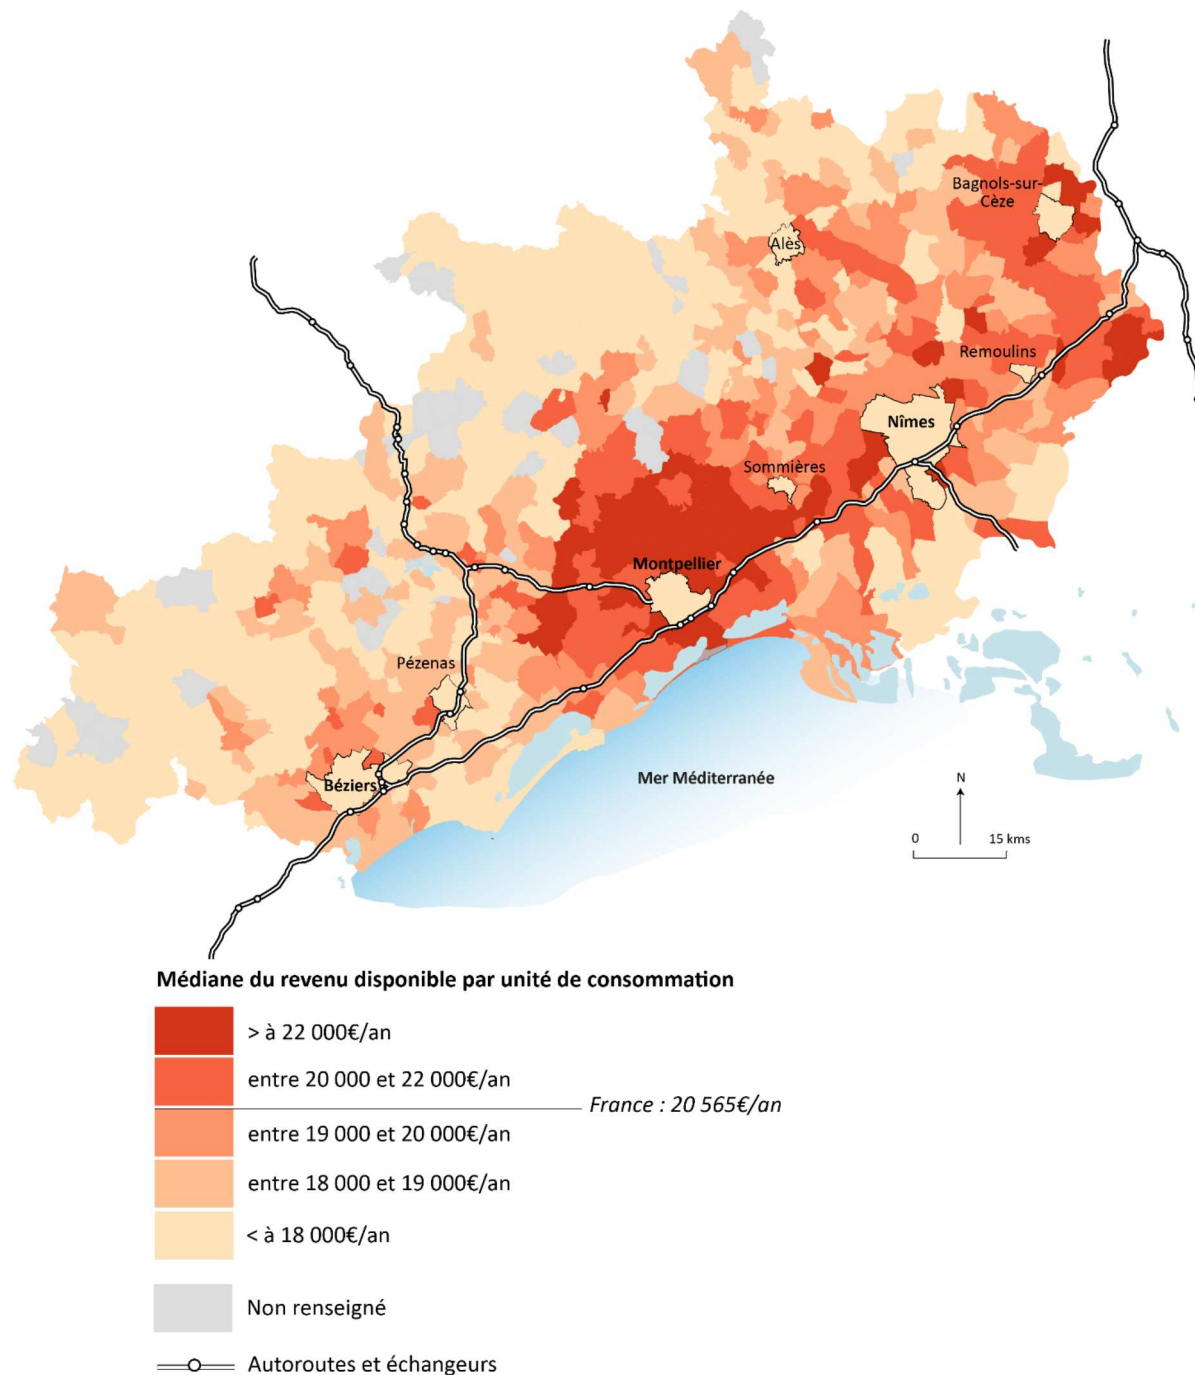 Bagnols-sur-
Cèze
Alès
Remoulins
Nîmes
Sommières
Montpellier
Pézenas
Béziers
Mer Méditerranée
N
0 15 kms
Médiane du revenu disponible par unité de consommation
> à 22 000€/an
entre 20 000 et 22 000€/an
France : 20 565€/an
entre 19 000 et 20 000€/an
entre 18 000 et 19 000€/an
< à 18 000€/an
Non renseigné
Autoroutes et échangeurs